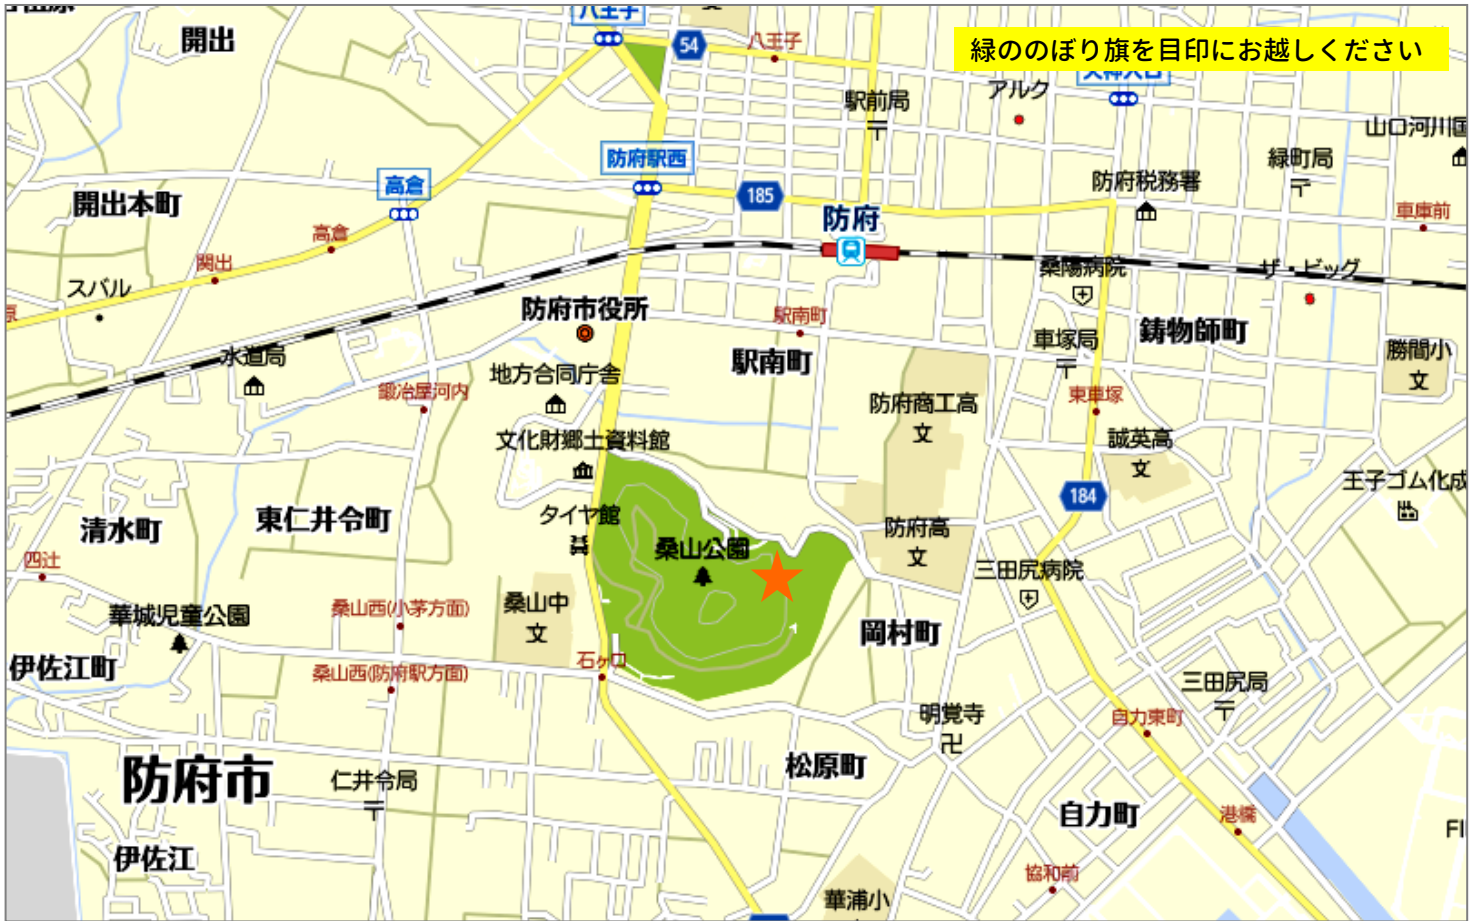 開出
八王子
54
八王子
緑ののぼり旗を目印にお越しください
駅前局
アルク
天神入口
山口河川国
防府駅西
高倉
緑町局
防府税務署
185
開出本町
防府
車庫前
高倉
関出
桑陽病院
ザ・ビッグ
スバル
原
防府市役所
駅南町
車塚局
鋳物師町
水道局
駅南町
勝間小
文
地方合同庁舎
鍛冶屋河内
防府商工高
文
東車塚
文化財郷土資料館
誠英高
文
184
王子ゴム化成
清水町
東仁井令町
タイヤ館
防府高
文
桑山公園
四辻
三田尻病院
桑山中
文
華城児童公園
桑山西(小茅方面)
岡村町
伊佐江町
石ヶ口
桑山西(防府駅方面)
三田尻局
明覚寺
自力東町
防府市
仁井令局
松原町
自力町
港橋
FI
伊佐江
協和前
華浦小